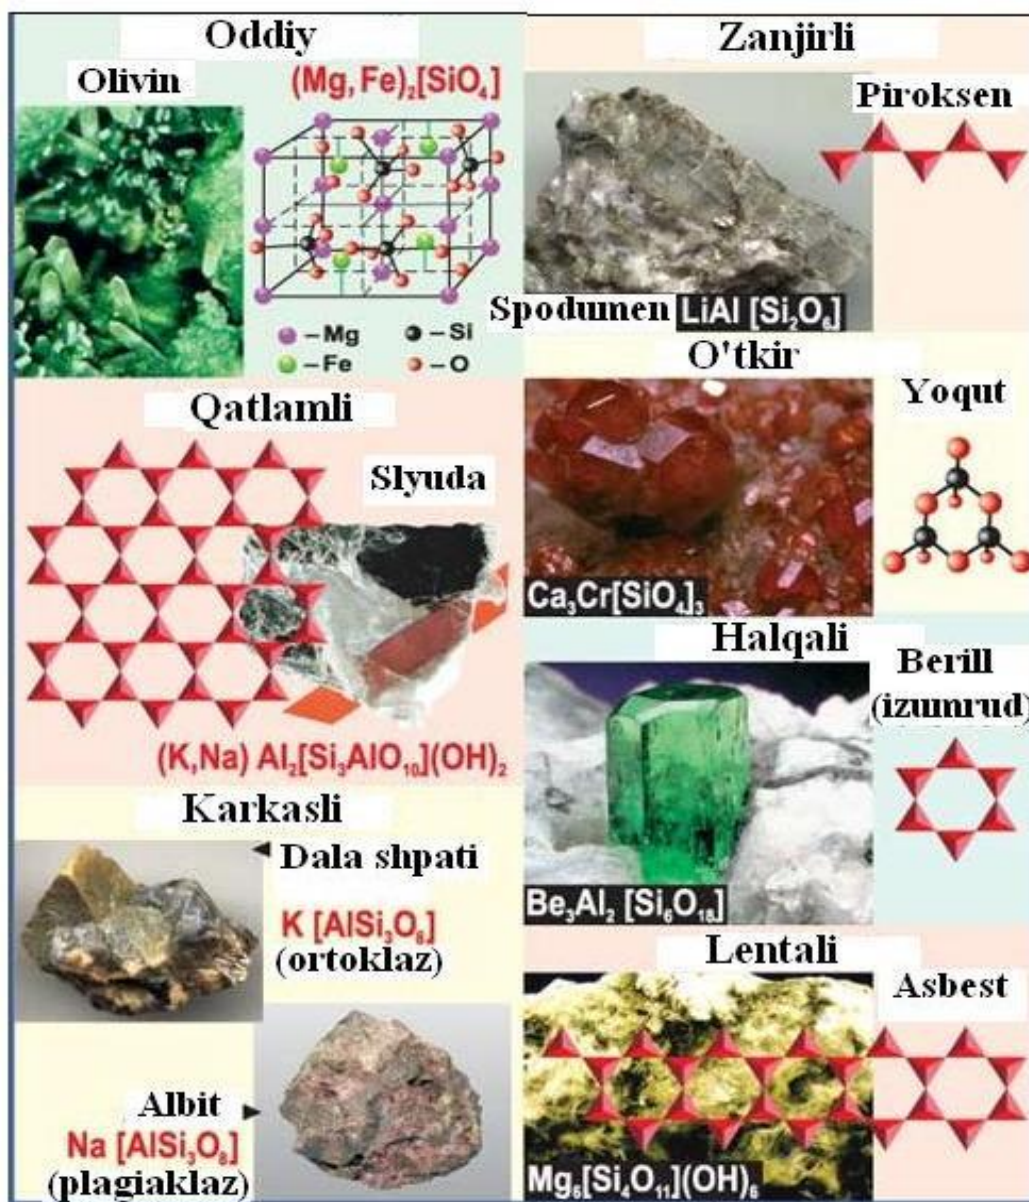 Oddiy
Olivin
(Mg, Fe)₂[SiO₄]
–Mg
–Si
–Fe
–O
Qatlamli
Slyuda
(K,Na) Al₂[Si₃AlO₁₀](OH)₂
Karkasli
Dala shpati
K [AlSi₃O₆]
(ortoklaz)
Albit
Na [AlSi₃O₈]
(plagiaklaz)
Zanjirli
Piroksen
Spodumen LiAl [Si₂O₆]
O'tkir
Yoqut
Ca₃Cr[SiO₄]₃
Halqali
Berill
(izumrud)
Be₃Al₂ [Si₆O₁₈]
Lentali
Asbest
Mg₆[Si₄O₁₁](OH)₆